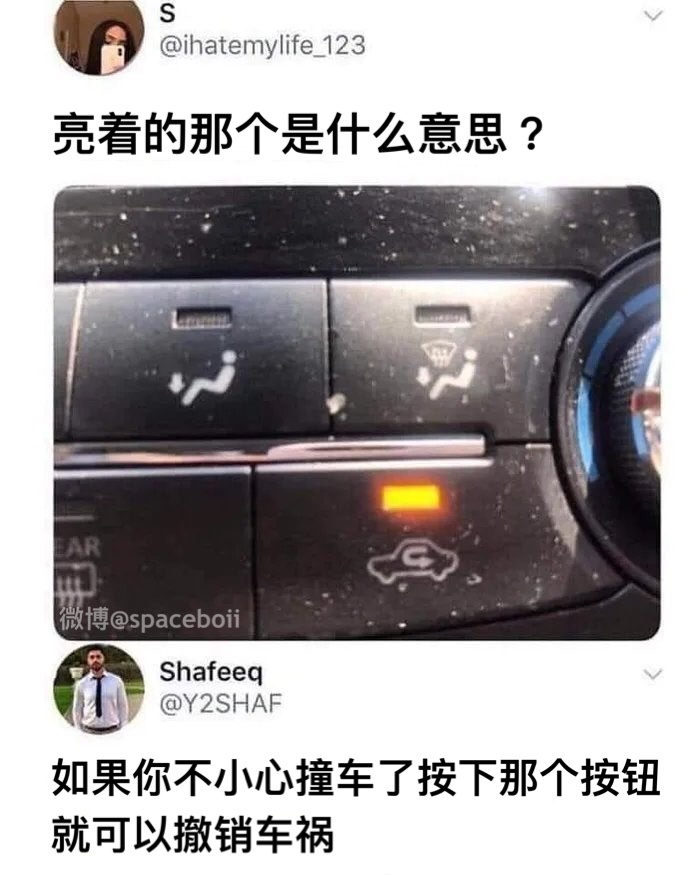 S
@ihatemylife_123
亮着的那个是什么意思？
EAR
微博@spaceboii
Shafeeq
@Y2SHAF
如果你不小心撞车了按下那个按钮
就可以撤销车祸